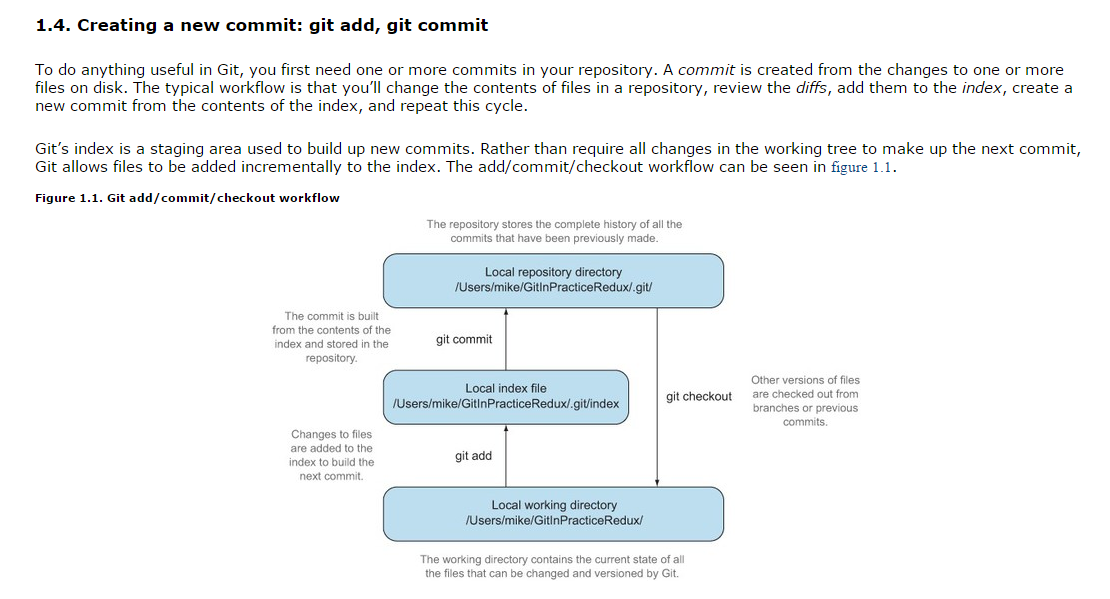 1.4. Creating a new commit: git add, git commit
To do anything useful in Git, you first need one or more commits in your repository. A commit is created from the changes to one or more
files on disk. The typical workflow is that you’ll change the contents of files in a repository, review the diffs, add them to the index, create a
new commit from the contents of the index, and repeat this cycle.
Git’s index is a staging area used to build up new commits. Rather than require all changes in the working tree to make up the next commit,
Git allows files to be added incrementally to the index. The add/commit/checkout workflow can be seen in figure 1.1.
Figure 1.1. Git add/commit/checkout workflow
The repository stores the complete history of all the
commits that have been previously made.
Local repository directory
/Users/mike/GitInPracticeRedux/.git/
The commit is built
from the contents of the
index and stored in the
repository.
git commit
Local index file
/Users/mike/GitInPracticeRedux/.git/index
git checkout
Other versions of files
are checked out from
branches or previous
commits.
Changes to files
are added to the
index to build the
next commit.
git add
Local working directory
/Users/mike/GitInPracticeRedux/
The working directory contains the current state of all
the files that can be changed and versioned by Git.